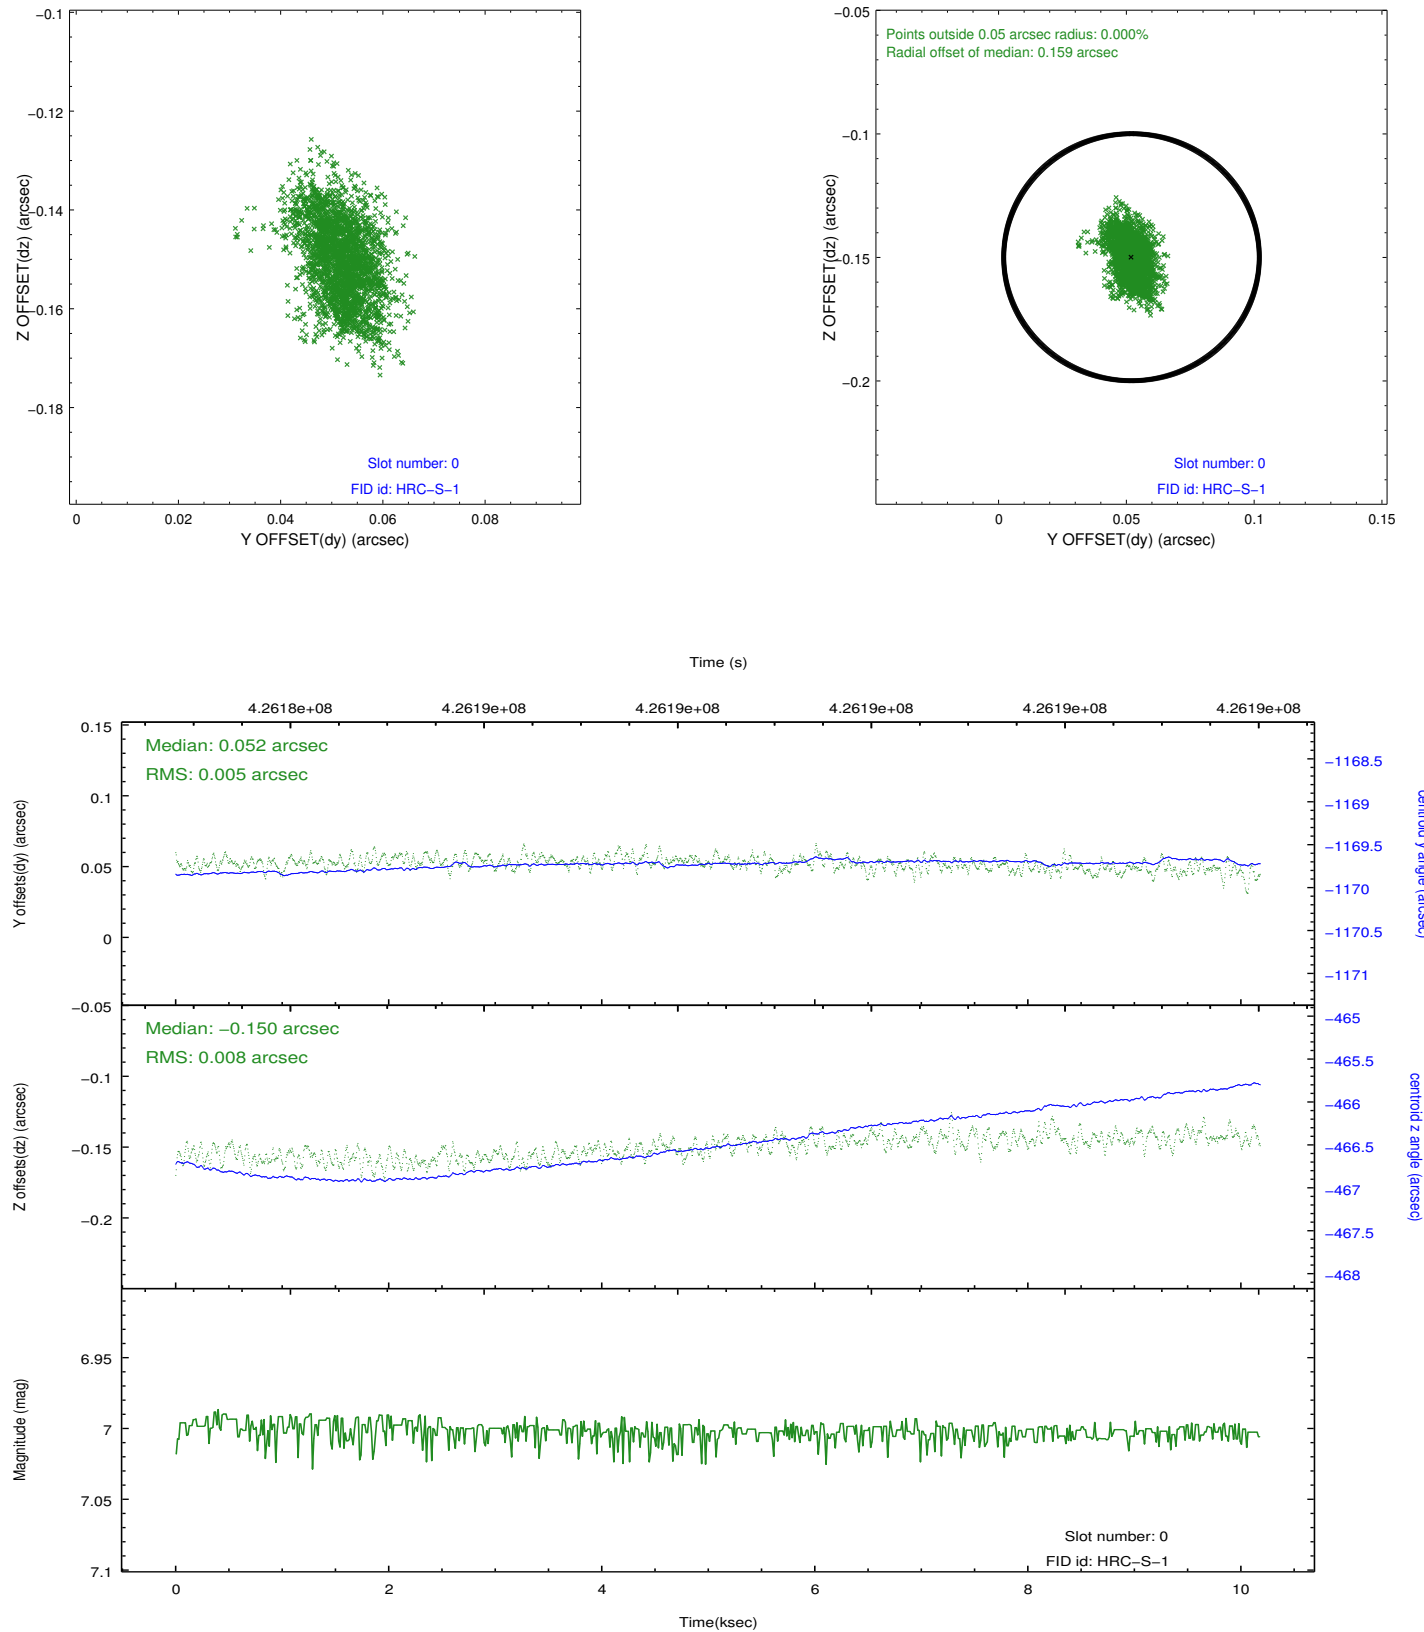 −0.1
−0.12
−0.14
−0.16
−0.18
Z OFFSET(dz) (arcsec)
Slot number: 0
FID id: HRC−S−1
0 0.02 0.04 0.06 0.08
Y OFFSET(dy) (arcsec)
−0.05
−0.1
−0.15
−0.2
Z OFFSET(dz) (arcsec)
Points outside 0.05 arcsec radius: 0.000%
Radial offset of median: 0.159 arcsec
Slot number: 0
FID id: HRC−S−1
0 0.05 0.1 0.15
Y OFFSET(dy) (arcsec)
Time (s)
4.2618e+08 4.2619e+08 4.2619e+08 4.2619e+08 4.2619e+08 4.2619e+08
0.15
0.1
0.05
0
Y offsets(dy) (arcsec)
Median: 0.052 arcsec
RMS: 0.005 arcsec
−1168.5
−1169
−1169.5
−1170
−1170.5
−1171
centroid y angle (arcsec)
−0.05
−0.1
−0.15
−0.2
Z offsets(dz) (arcsec)
Median: −0.150 arcsec
RMS: 0.008 arcsec
−465
−465.5
−466
−466.5
−467
−467.5
−468
centroid z angle (arcsec)
6.95
7
7.05
7.1
Magnitude (mag)
Slot number: 0
FID id: HRC−S−1
0 2 4 6 8 10
Time(ksec)